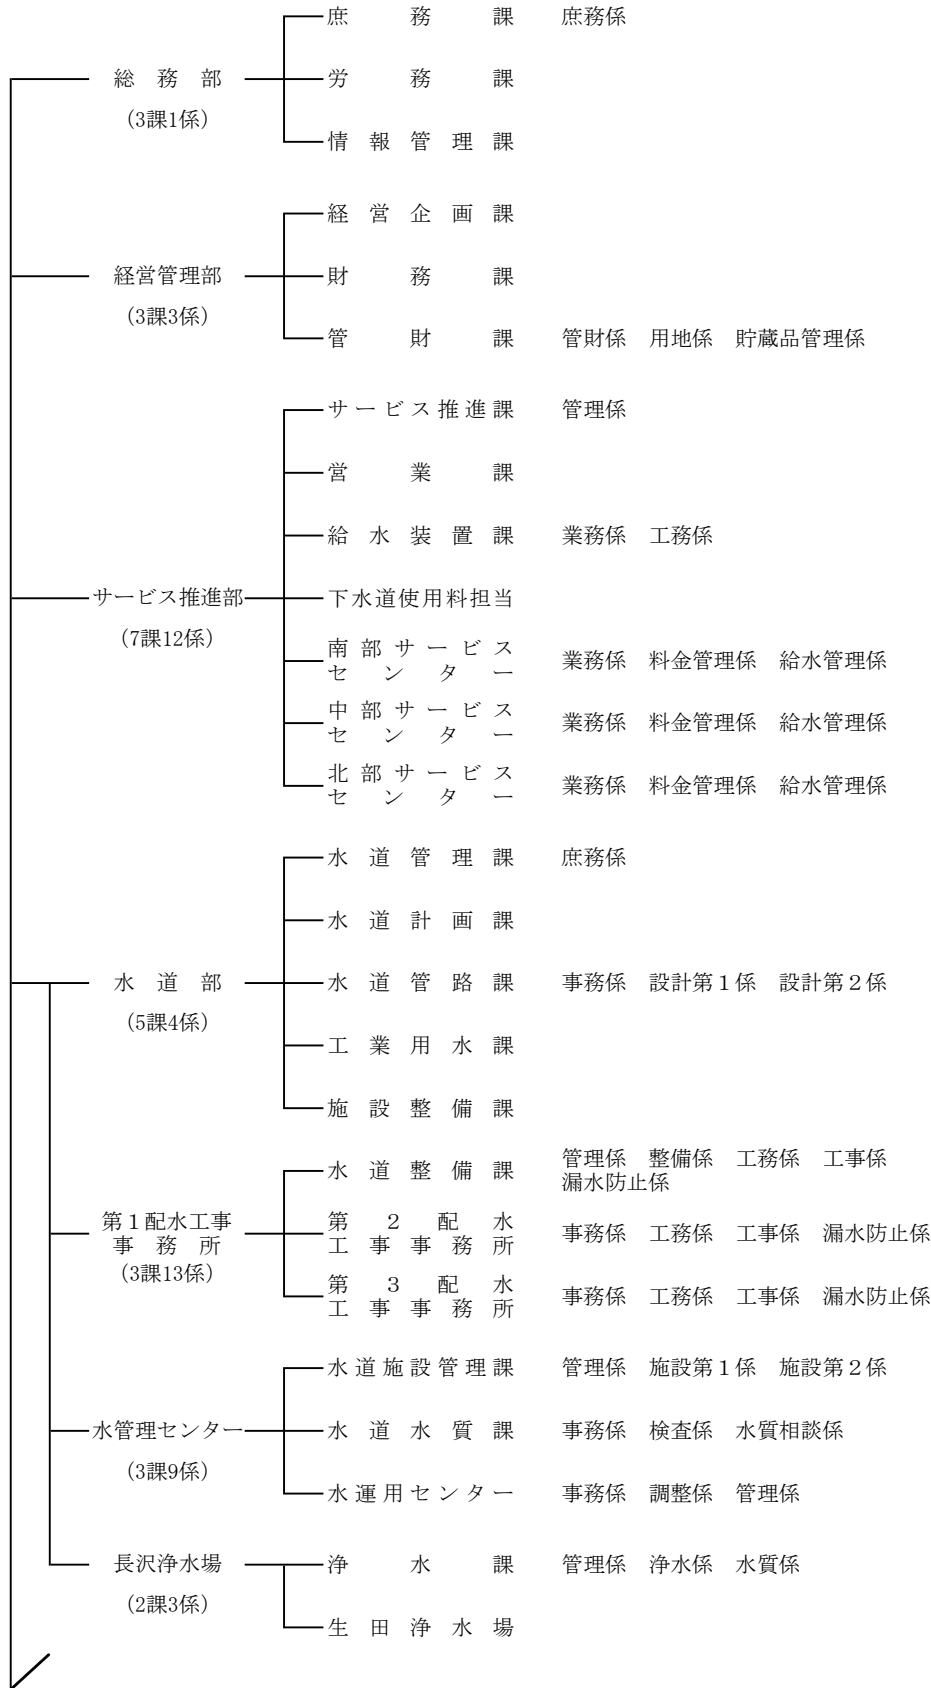 庶務課 庶務係
総務部 労務課
(3課1係)
情報管理課
経営企画課
経営管理部 財務課
(3課3係)
管財課 管財係 用地係 貯蔵品管理係
サービス推進課 管理係
営業課
給水装置課 業務係 工務係
サービス推進部 下水道使用料担当
(7課12係)
南部サービス
センター 業務係 料金管理係 給水管理係
中部サービス
センター 業務係 料金管理係 給水管理係
北部サービス
センター 業務係 料金管理係 給水管理係
水道管理課 庶務係
水道計画課
水道部 水道管路課 事務係 設計第1係 設計第2係
(5課4係)
工業用水課
施設整備課
水道整備課 管理係 整備係 工務係 工事係
漏水防止係
第1配水工事
事務所
(3課13係)
第2配水
工事事務所 事務係 工務係 工事係 漏水防止係
第3配水
工事事務所 事務係 工務係 工事係 漏水防止係
水道施設管理課 管理係 施設第1係 施設第2係
水管理センター 水道水質課 事務係 検査係 水質相談係
(3課9係)
水運用センター 事務係 調整係 管理係
長沢浄水場 浄水課 管理係 浄水係 水質係
(2課3係)
生田浄水場